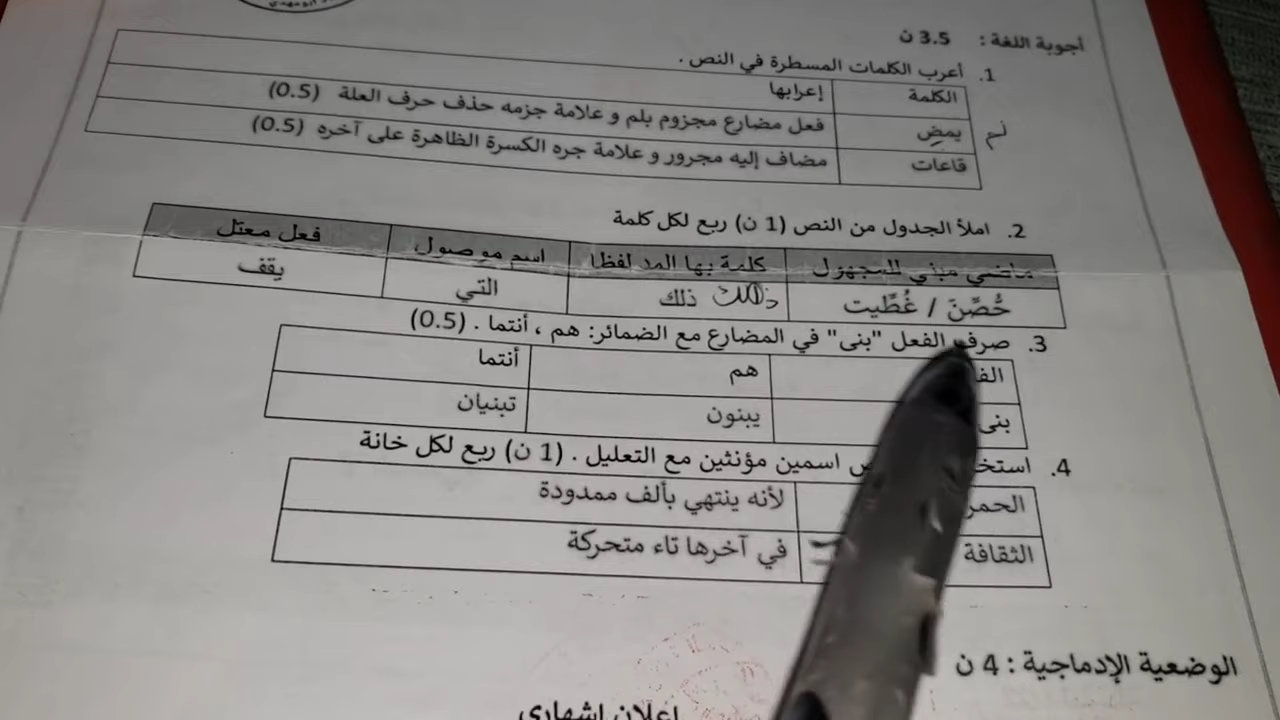 أجوبة اللغة : 3.5 ن
1. أعرب الكلمات المسطرة في النص .
الكلمة إعرابها
يمضِ فعل مضارع مجزوم بلم و علامة جزمه حذف حرف العلة (0.5)
قاعات مضاف إليه مجرور و علامة جره الكسرة الظاهرة على آخره (0.5)
2. املأ الجدول من النص (1 ن) ربع لكل كلمة
ماضي مبني للمجهول كلمة بها المد لفظا اسم موصول فعل معتل
حُصِّنَ / غُطِّيت ذلك التي يقف
3. صرف الفعل "بنى" في المضارع مع الضمائر: هم ، أنتما . (0.5)
هم أنتما
بنى يبنون تبنيان
4. اسمين مؤنثين مع التعليل . (1 ن) ربع لكل خانة
لأنه ينتهي بألف ممدودة
الثقافة في آخرها تاء متحركة
الوضعية الإدماجية : 4 ن
إعلان إشهاري